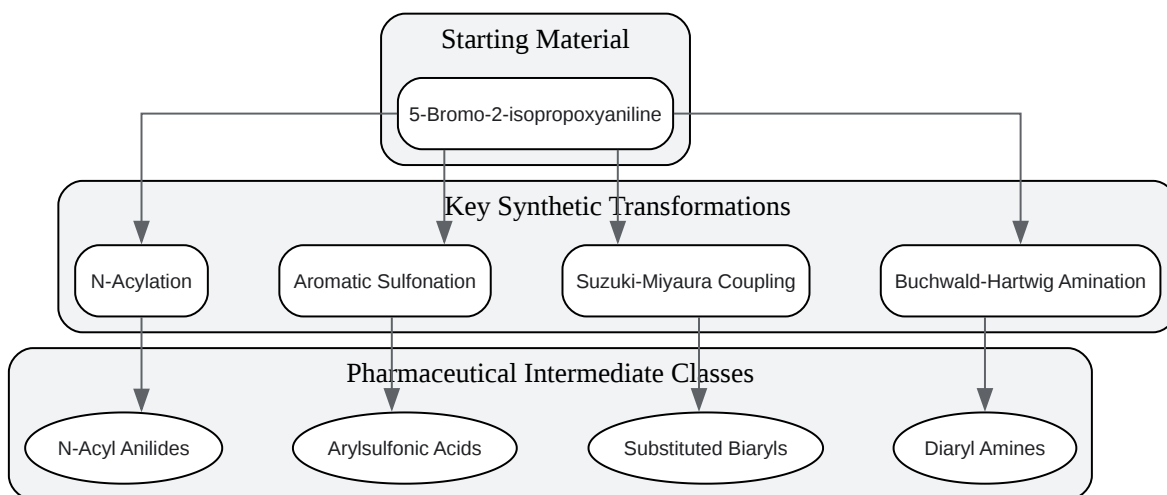 Starting Material
5-Bromo-2-isopropoxyaniline
Key Synthetic Transformations
N-Acylation
Aromatic Sulfonation
Suzuki-Miyaura Coupling
Buchwald-Hartwig Amination
Pharmaceutical Intermediate Classes
N-Acyl Anilides
Arylsulfonic Acids
Substituted Biaryls
Diaryl Amines